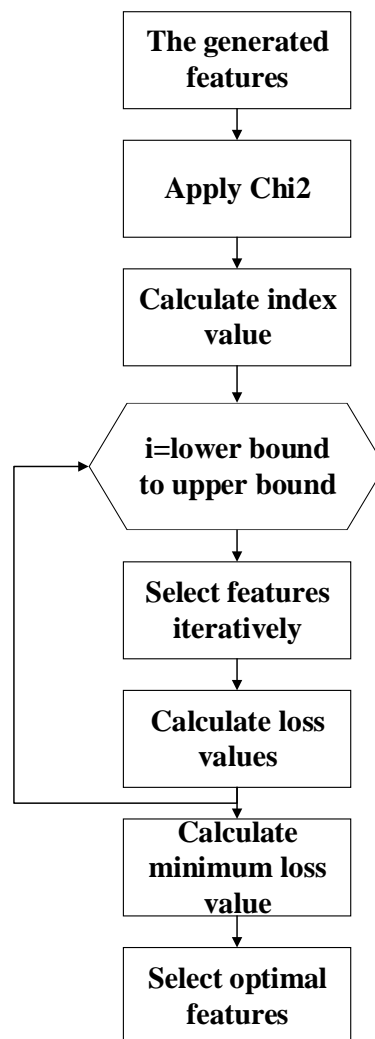 The generated
features
Apply Chi2
Calculate index
value
i=lower bound
to upper bound
Select features
iteratively
Calculate loss
values
Calculate
minimum loss
value
Select optimal
features